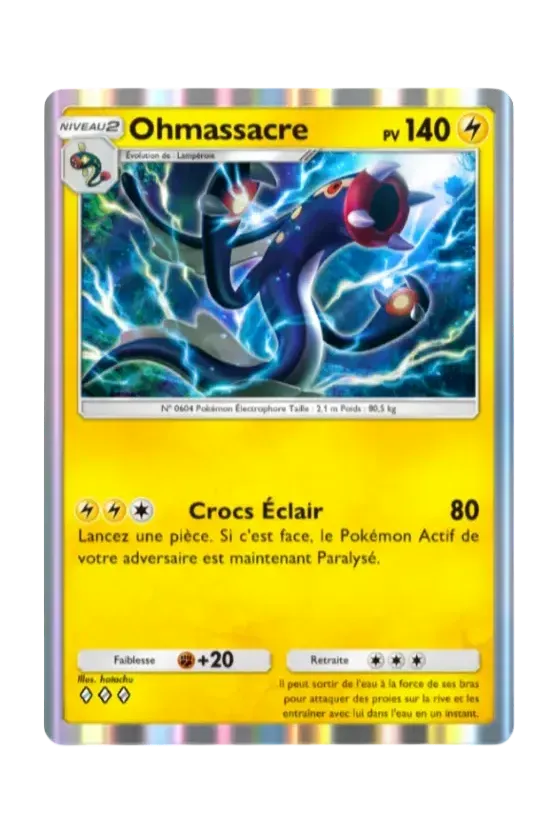 NIVEAU2 Ohmassacre PV 140
Évolution de : Lampéroie
N° 0604 Pokémon Électrophore Taille : 2,1 m Poids : 80,5 kg
Crocs Éclair 80
Lancez une pièce. Si c'est face, le Pokémon Actif de
votre adversaire est maintenant Paralysé.
Faiblesse +20 Retraite
Illus. hatachu
Il peut sortir de l'eau à la force de ses bras
pour attaquer des proies sur la rive et les
entraîner avec lui dans l'eau en un instant.